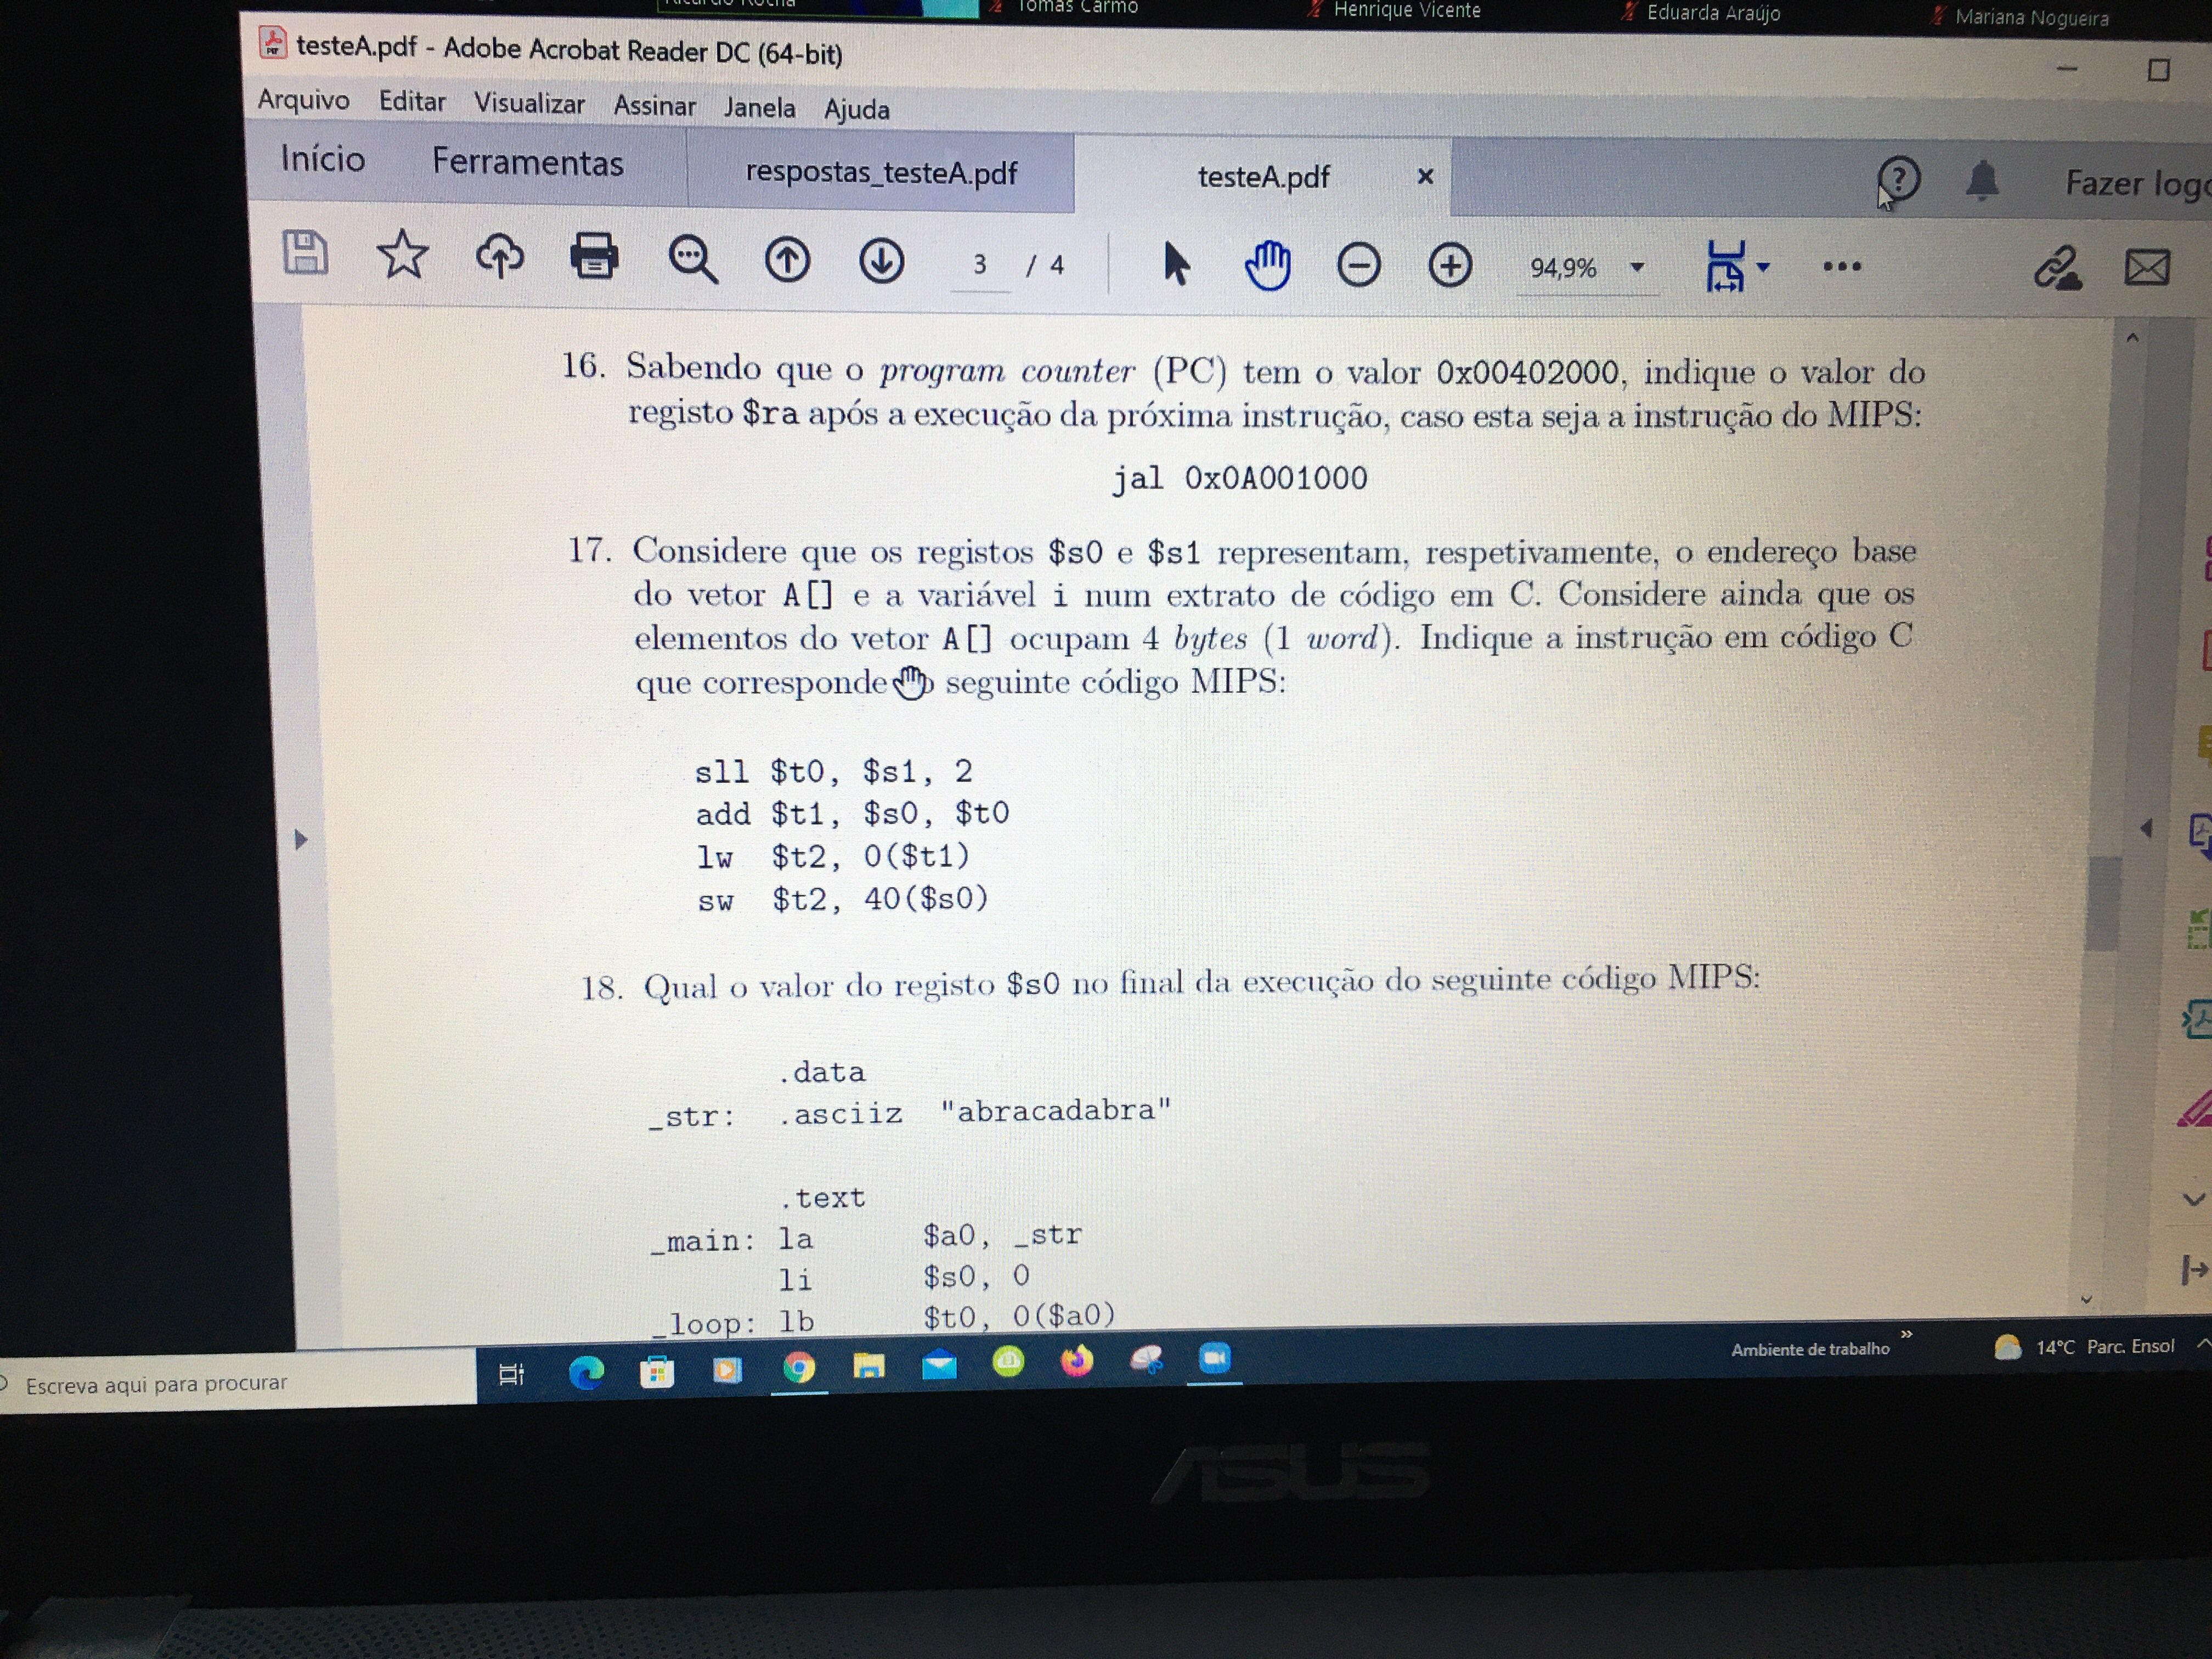 Tomás Carmo
Henrique Vicente
Eduarda Araújo
Mariana Nogueira
testeA.pdf - Adobe Acrobat Reader DC (64-bit)
Arquivo Editar Visualizar Assinar Janela Ajuda
Início Ferramentas respostas_testeA.pdf testeA.pdf × Fazer logo
3 / 4 94,9%
16. Sabendo que o program counter (PC) tem o valor 0x00402000, indique o valor do
registo $ra após a execução da próxima instrução, caso esta seja a instrução do MIPS:
jal 0x0A001000
17. Considere que os registos $s0 e $s1 representam, respetivamente, o endereço base
do vetor A[] e a variável i num extrato de código em C. Considere ainda que os
elementos do vetor A[] ocupam 4 bytes (1 word). Indique a instrução em código C
que corresponde seguinte código MIPS:
sll $t0, $s1, 2
add $t1, $s0, $t0
lw $t2, 0($t1)
sw $t2, 40($s0)
18. Qual o valor do registo $s0 no final da execução do seguinte código MIPS:
.data
_str: .asciiz "abracadabra"
.text
_main: la $a0, _str
li $s0, 0
_loop: lb $t0, 0($a0)
Escreva aqui para procurar
Ambiente de trabalho »
14°C Parc. Ensol
ASUS